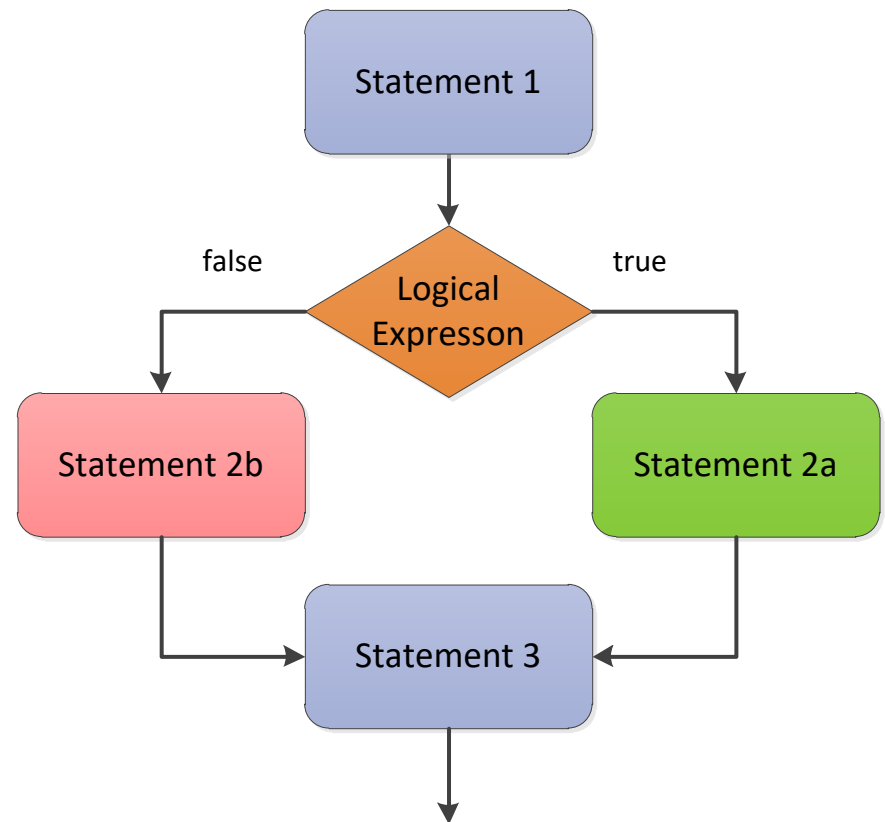 Statement 1
false
true
Logical
Expresson
Statement 2b
Statement 2a
Statement 3